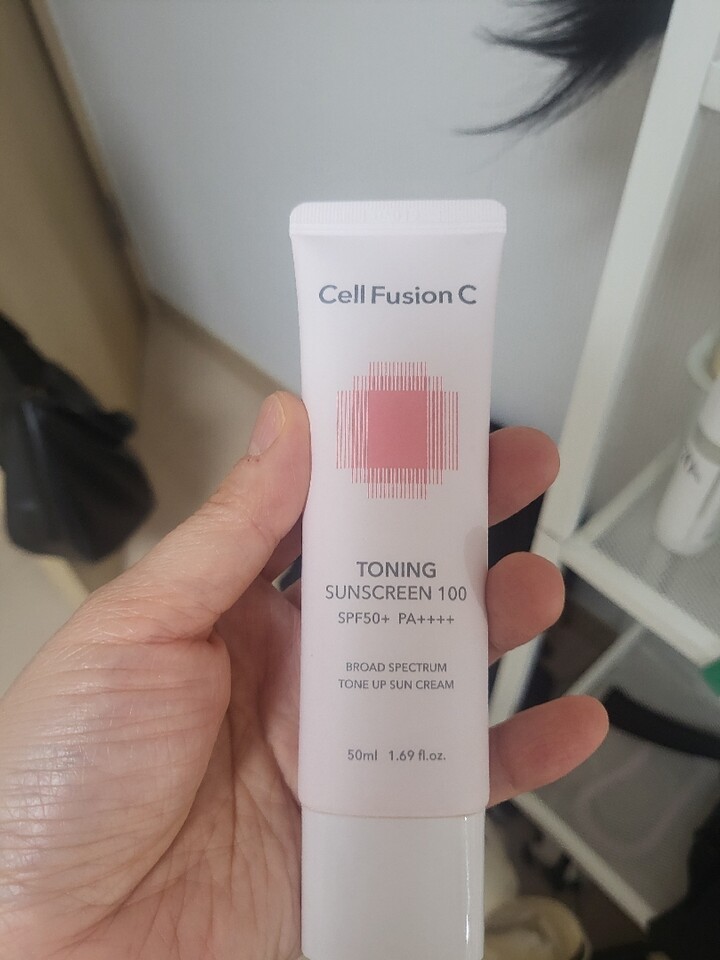 Cell Fusion C
TONING
SUNSCREEN 100
SPF50+ PA++++
BROAD SPECTRUM
TONE UP SUN CREAM
50ml 1.69 fl.oz.